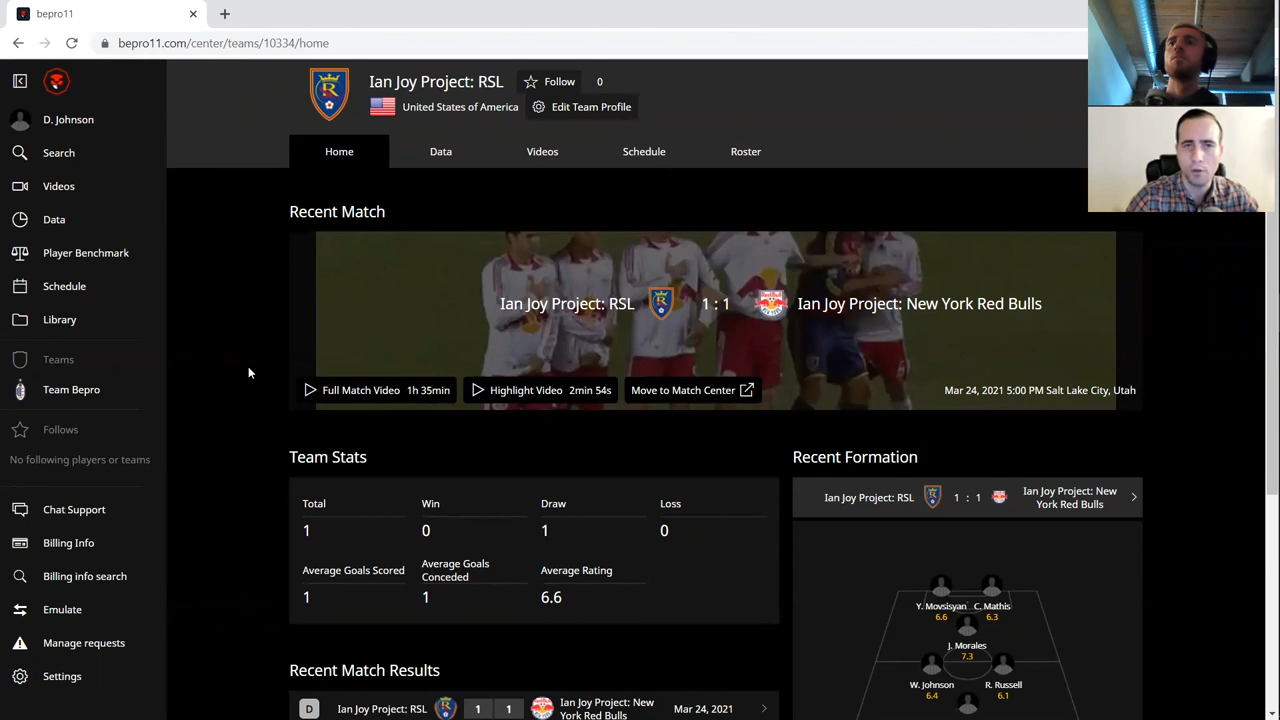 bepro11
bepro11.com/center/teams/10334/home
D. Johnson
Search
Videos
Data
Player Benchmark
Schedule
Library
Teams
Team Bepro
Follows
No following players or teams
Chat Support
Billing Info
Billing info search
Emulate
Manage requests
Settings
Ian Joy Project: RSL
Follow
0
United States of America
Edit Team Profile
Home
Data
Videos
Schedule
Roster
Recent Match
Ian Joy Project: RSL
1 : 1
Ian Joy Project: New York Red Bulls
Full Match Video 1h 35min
Highlight Video 2min 54s
Move to Match Center
Mar 24, 2021 5:00 PM Salt Lake City, Utah
Team Stats
Total
1
Win
0
Draw
1
Loss
0
Average Goals Scored
1
Average Goals
Conceded
1
Average Rating
6.6
Recent Match Results
D
Ian Joy Project: RSL
1
1
Ian Joy Project: New
York Red Bulls
Mar 24, 2021
Recent Formation
Ian Joy Project: RSL
1 : 1
Ian Joy Project: New
York Red Bulls
Y. Movsisyan
6.6
C. Mathis
6.3
J. Morales
7.3
W. Johnson
6.4
R. Russell
6.1